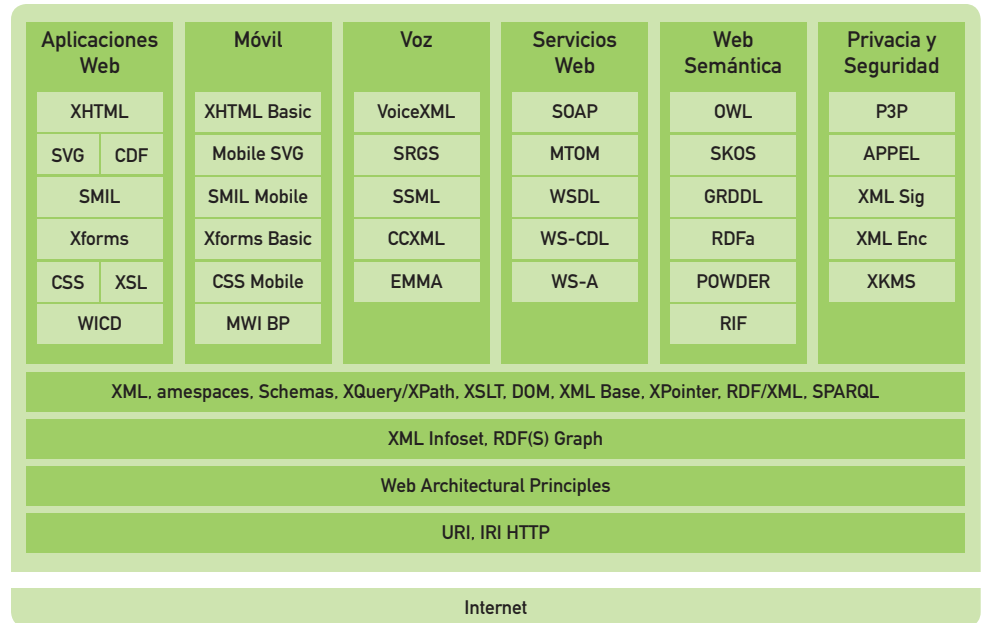 Aplicaciones
Web
XHTML
SVG
CDF
SMIL
Xforms
CSS
XSL
WICD
Móvil
XHTML Basic
Mobile SVG
SMIL Mobile
Xforms Basic
CSS Mobile
MWI BP
Voz
VoiceXML
SRGS
SSML
CCXML
EMMA
Servicios
Web
SOAP
MTOM
WSDL
WS-CDL
WS-A
Web
Semántica
OWL
SKOS
GRDDL
RDFa
POWDER
RIF
Privacia y
Seguridad
P3P
APPEL
XML Sig
XML Enc
XKMS
XML, amespaces, Schemas, XQuery/XPath, XSLT, DOM, XML Base, XPointer, RDF/XML, SPARQL
XML Infoset, RDF(S) Graph
Web Architectural Principles
URI, IRI HTTP
Internet